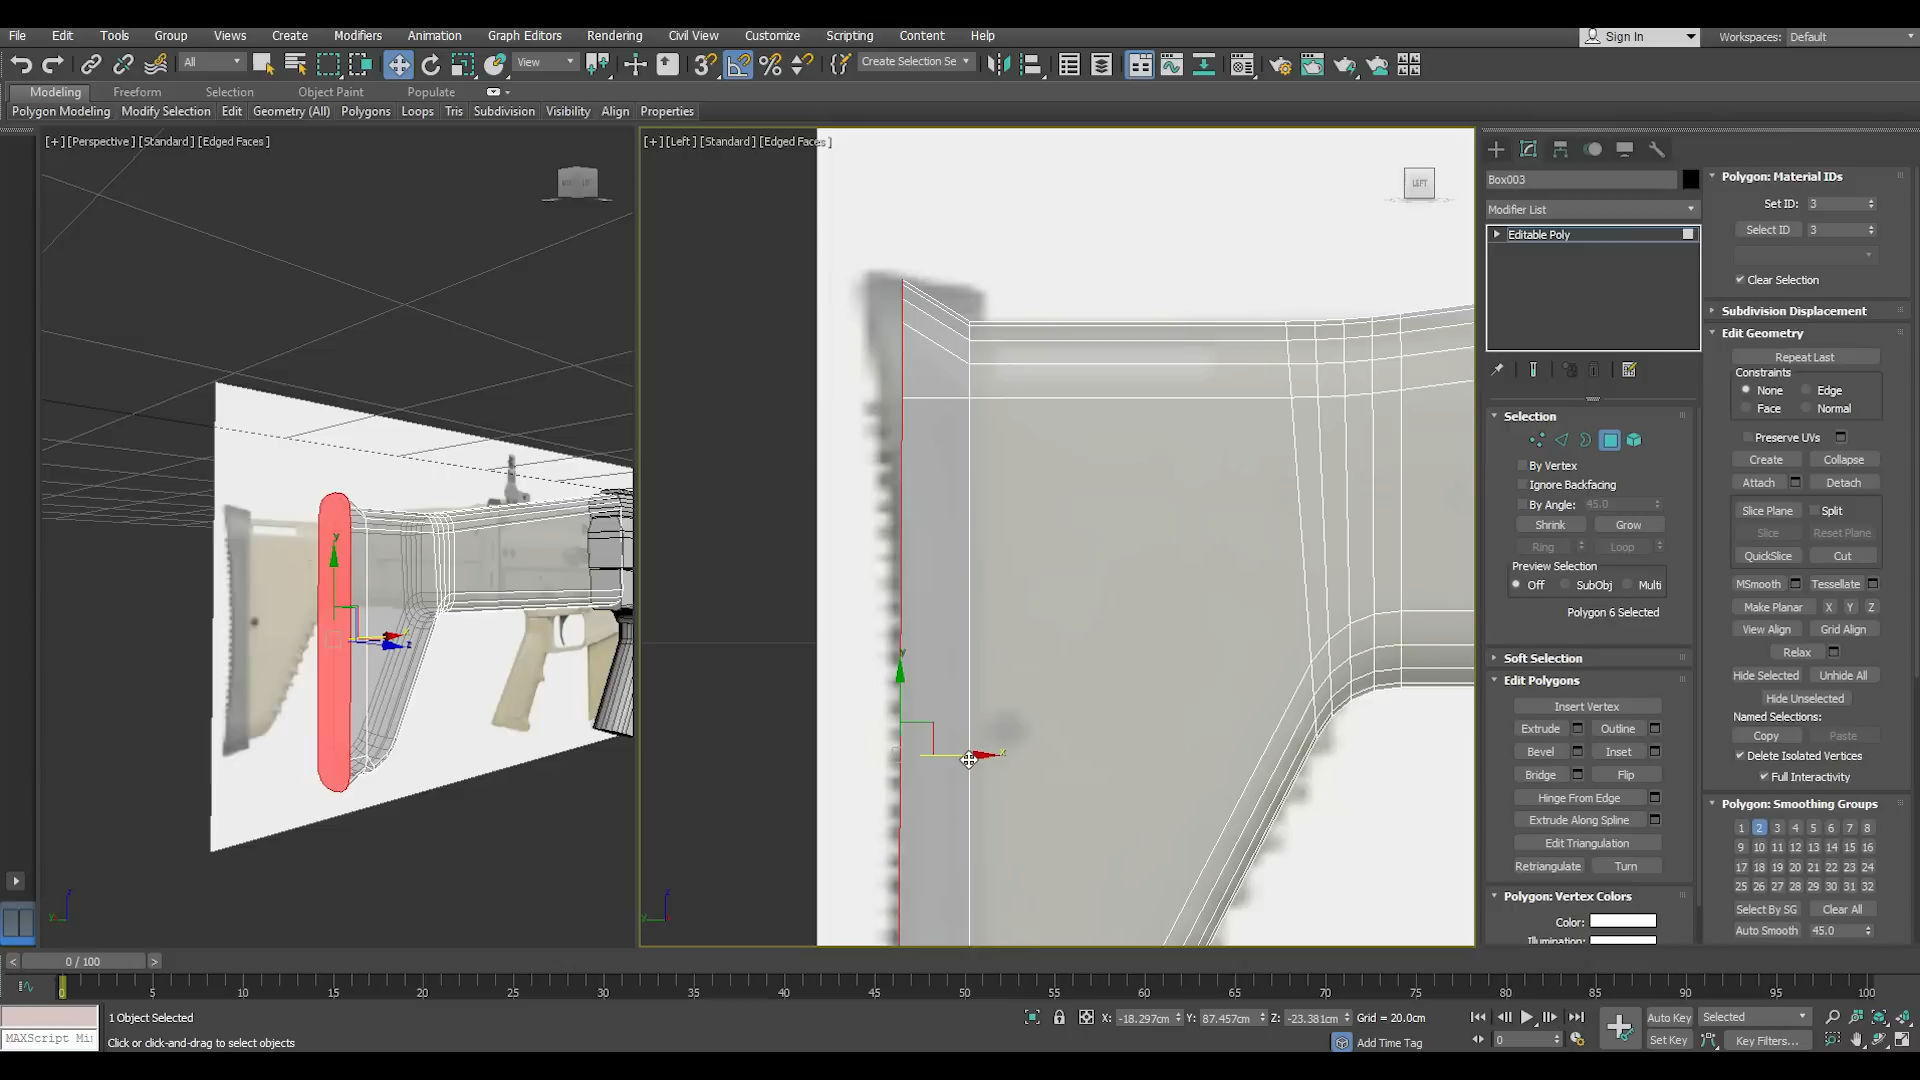 File Edit Tools Group Views Create Modifiers Animation Graph Editors Rendering Civil View Customize Scripting Content Help Sign In Workspaces: Default
All View Create Selection Se
Modeling Freeform Selection Object Paint Populate
Polygon Modeling Modify Selection Edit Geometry (All) Polygons Loops Tris Subdivision Visibility Align Properties
[+] [Perspective] [Standard] [Edged Faces]
[+] [Left] [Standard] [Edged Faces]
LEFT
Box003
Modifier List
Editable Poly
Selection
By Vertex
Ignore Backfacing
By Angle: 45.0
Shrink Grow
Ring Loop
Preview Selection
Off SubObj Multi
Polygon 6 Selected
Soft Selection
Edit Polygons
Insert Vertex
Extrude Outline
Bevel Inset
Bridge Flip
Hinge From Edge
Extrude Along Spline
Edit Triangulation
Retriangulate Turn
Polygon: Vertex Colors
Color:
Polygon: Material IDs
Set ID: 3
Select ID 3
Clear Selection
Subdivision Displacement
Edit Geometry
Repeat Last
Constraints
None Edge
Face Normal
Preserve UVs
Create Collapse
Attach Detach
Slice Plane Split
Slice Reset Plane
QuickSlice Cut
MSmooth Tessellate
Make Planar X Y Z
View Align Grid Align
Relax
Hide Selected Unhide All
Hide Unselected
Named Selections:
Copy Paste
Delete Isolated Vertices
Full Interactivity
Polygon: Smoothing Groups
1 2 3 4 5 6 7 8
9 10 11 12 13 14 15 16
17 18 19 20 21 22 23 24
25 26 27 28 29 30 31 32
Select By SG Clear All
Auto Smooth 45.0
< 0 / 100 >
0 5 10 15 20 25 30 35 40 45 50 55 60 65 70 75 80 85 90 95 100
1 Object Selected X: -18.297cm Y: 87.457cm Z: -23.381cm Grid = 20.0cm Auto Key Selected
MAXScript Mi Click or click-and-drag to select objects Add Time Tag 0 Set Key Key Filters...